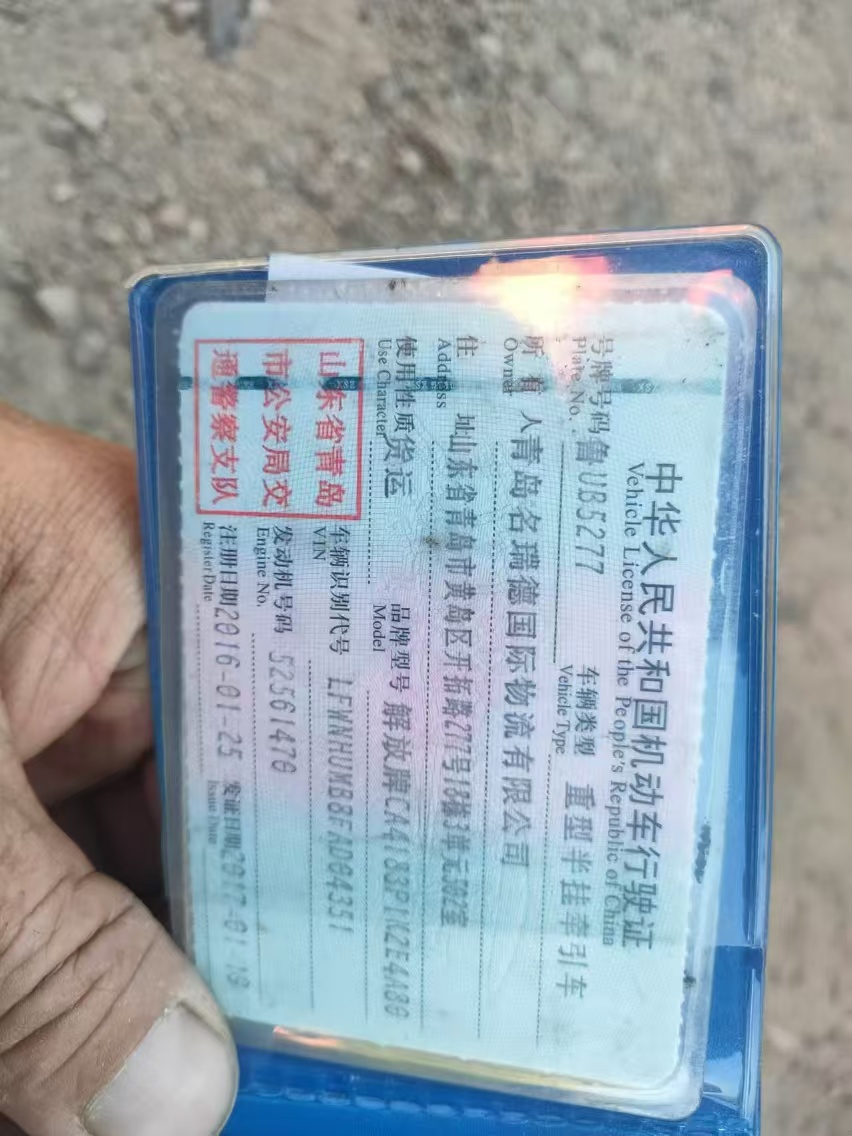 中华人民共和国机动车行驶证
Vehicle License of the People's Republic of China
号牌号码 鲁UB5277 车辆类型 重型半挂牵引车
Plate No. Vehicle Type
所有人 青岛名瑞德国际物流有限公司
Owner
住址 山东省青岛市黄岛区开拓路277号18栋3单元502室
Address
使用性质 货运 品牌型号 解放牌CA4183P1K2E4A80
Use Character Model
山东省青岛
市公安局交
通警察支队
车辆识别代号 LFWNHUMB8FAD04351
VIN
发动机号码 52561470
Engine No.
注册日期 2016-01-25 发证日期 2017-01-18
Register Date Issue Date